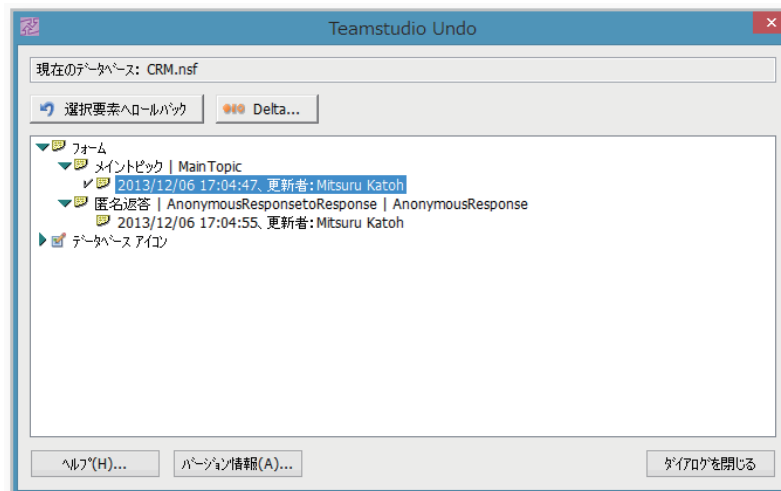 Teamstudio Undo
現在のﾃﾞｰﾀﾍﾞｰｽ: CRM.nsf
選択要素へﾛｰﾙﾊﾞｯｸ Delta...
ﾌｫｰﾑ
メイントピック | MainTopic
2013/12/06 17:04:47、更新者:Mitsuru Katoh
匿名返答 | AnonymousResponsetoResponse | AnonymousResponse
2013/12/06 17:04:55、更新者:Mitsuru Katoh
ﾃﾞｰﾀﾍﾞｰｽ ｱｲｺﾝ
ﾍﾙﾌﾟ(H)... ﾊﾞｰｼﾞｮﾝ情報(A)... ﾀﾞｲｱﾛｸﾞを閉じる